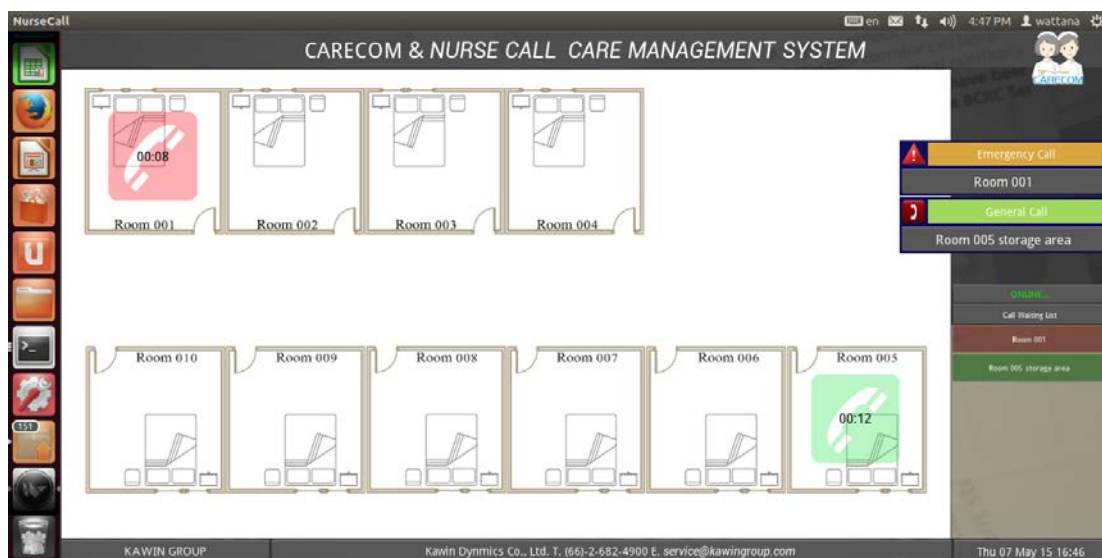 NurseCall
en
4:47 PM
wattana
CARECOM & NURSE CALL CARE MANAGEMENT SYSTEM
CARECOM
00:08
Room 001
Room 002
Room 003
Room 004
Emergency Call
Room 001
General Call
Room 005 storage area
ONLINE...
Call Waiting List
Room 001
Room 005 storage area
Room 010
Room 009
Room 008
Room 007
Room 006
Room 005
00:12
151
KAWIN GROUP
Kawin Dynmics Co., Ltd. T. (66)-2-682-4900 E. service@kawingroup.com
Thu 07 May 15 16:46